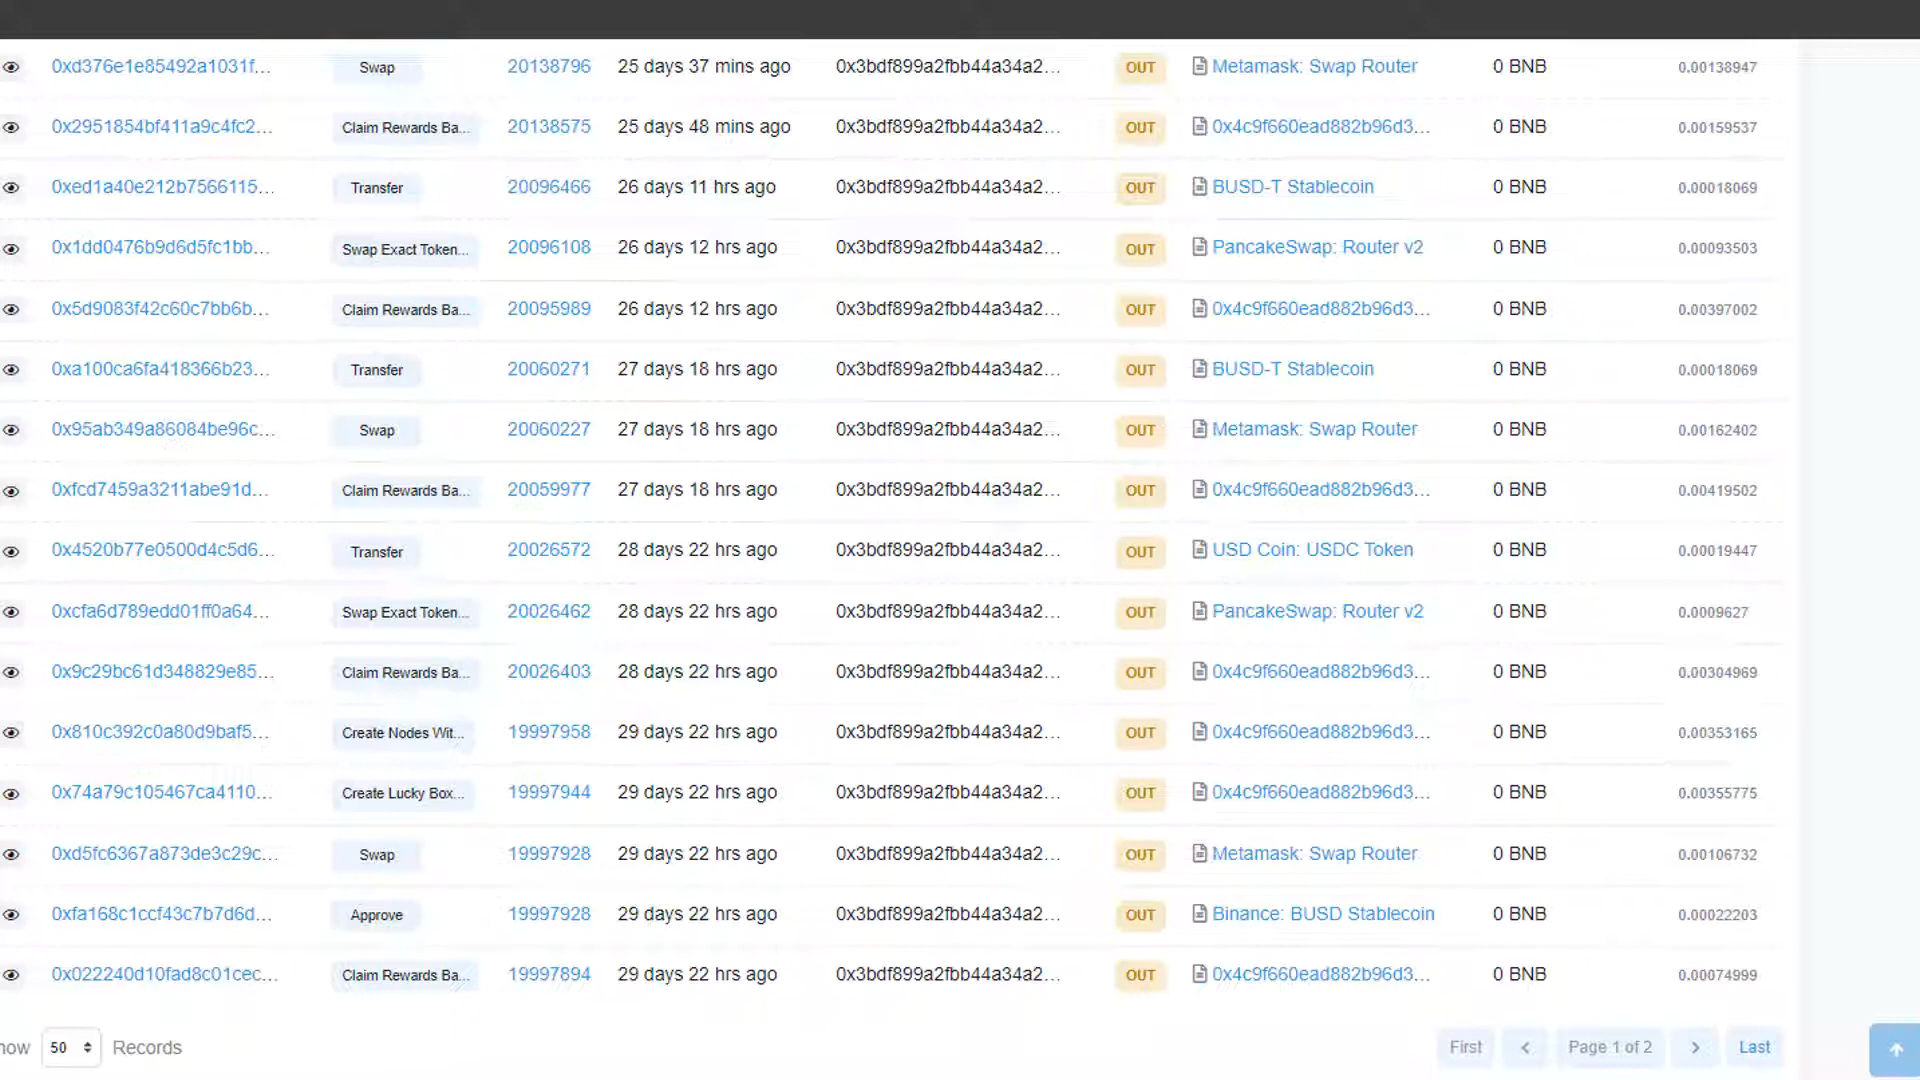 0xd376e1e85492a1031f... Swap 20138796 25 days 37 mins ago 0x3bdf899a2fbb44a34a2... OUT Metamask: Swap Router 0 BNB 0.00138947
0x2951854bf411a9c4fc2... Claim Rewards Ba... 20138575 25 days 48 mins ago 0x3bdf899a2fbb44a34a2... OUT 0x4c9f660ead882b96d3... 0 BNB 0.00159537
0xed1a40e212b7566115... Transfer 20096466 26 days 11 hrs ago 0x3bdf899a2fbb44a34a2... OUT BUSD-T Stablecoin 0 BNB 0.00018069
0x1dd0476b9d6d5fc1bb... Swap Exact Token... 20096108 26 days 12 hrs ago 0x3bdf899a2fbb44a34a2... OUT PancakeSwap: Router v2 0 BNB 0.00093503
0x5d9083f42c60c7bb6b... Claim Rewards Ba... 20095989 26 days 12 hrs ago 0x3bdf899a2fbb44a34a2... OUT 0x4c9f660ead882b96d3... 0 BNB 0.00397002
0xa100ca6fa418366b23... Transfer 20060271 27 days 18 hrs ago 0x3bdf899a2fbb44a34a2... OUT BUSD-T Stablecoin 0 BNB 0.00018069
0x95ab349a86084be96c... Swap 20060227 27 days 18 hrs ago 0x3bdf899a2fbb44a34a2... OUT Metamask: Swap Router 0 BNB 0.00162402
0xfcd7459a3211abe91d... Claim Rewards Ba... 20059977 27 days 18 hrs ago 0x3bdf899a2fbb44a34a2... OUT 0x4c9f660ead882b96d3... 0 BNB 0.00419502
0x4520b77e0500d4c5d6... Transfer 20026572 28 days 22 hrs ago 0x3bdf899a2fbb44a34a2... OUT USD Coin: USDC Token 0 BNB 0.00019447
0xcfa6d789edd01ff0a64... Swap Exact Token... 20026462 28 days 22 hrs ago 0x3bdf899a2fbb44a34a2... OUT PancakeSwap: Router v2 0 BNB 0.0009627
0x9c29bc61d348829e85... Claim Rewards Ba... 20026403 28 days 22 hrs ago 0x3bdf899a2fbb44a34a2... OUT 0x4c9f660ead882b96d3... 0 BNB 0.00304969
0x810c392c0a80d9baf5... Create Nodes Wit... 19997958 29 days 22 hrs ago 0x3bdf899a2fbb44a34a2... OUT 0x4c9f660ead882b96d3... 0 BNB 0.00353165
0x74a79c105467ca4110... Create Lucky Box... 19997944 29 days 22 hrs ago 0x3bdf899a2fbb44a34a2... OUT 0x4c9f660ead882b96d3... 0 BNB 0.00355775
0xd5fc6367a873de3c29c... Swap 19997928 29 days 22 hrs ago 0x3bdf899a2fbb44a34a2... OUT Metamask: Swap Router 0 BNB 0.00106732
0xfa168c1ccf43c7b7d6d... Approve 19997928 29 days 22 hrs ago 0x3bdf899a2fbb44a34a2... OUT Binance: BUSD Stablecoin 0 BNB 0.00022203
0x022240d10fad8c01cec... Claim Rewards Ba... 19997894 29 days 22 hrs ago 0x3bdf899a2fbb44a34a2... OUT 0x4c9f660ead882b96d3... 0 BNB 0.00074999
how 50 Records First Page 1 of 2 Last